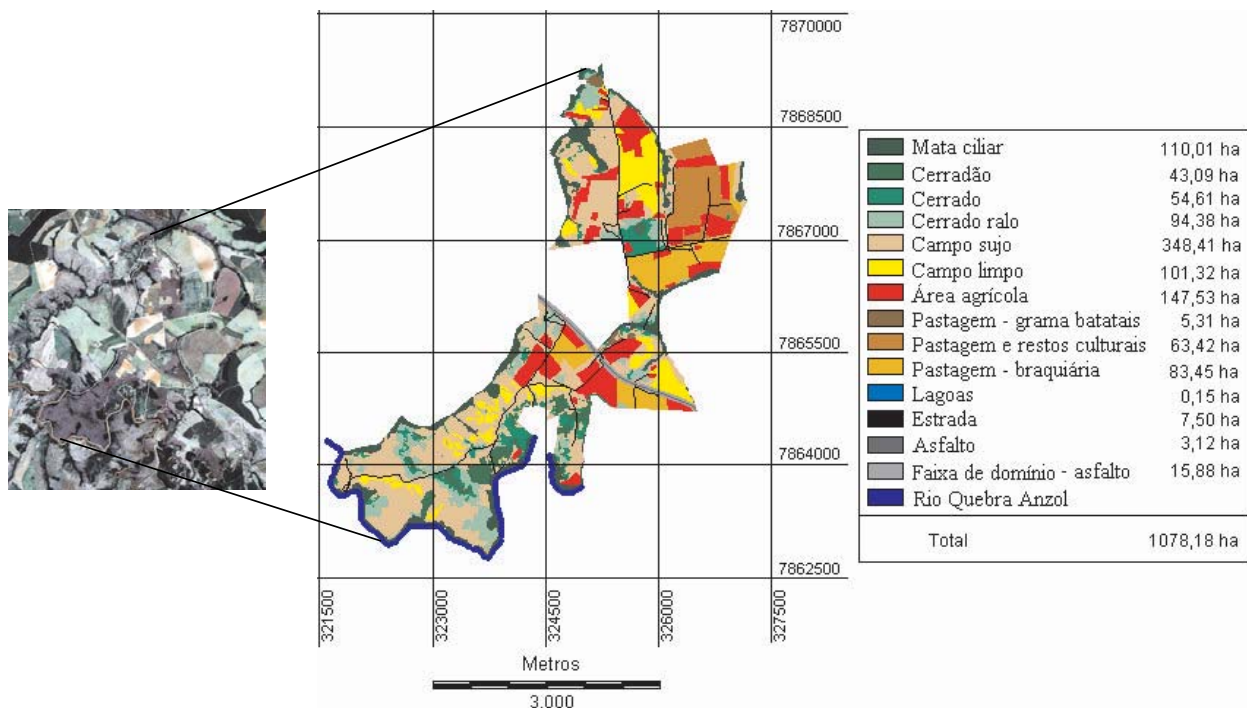 7870000
7868500
7867000
7865500
7864000
7862500
321500
323000
324500
326000
327500
Metros
3.000
Mata ciliar 110,01 ha
Cerradão 43,09 ha
Cerrado 54,61 ha
Cerrado ralo 94,38 ha
Campo sujo 348,41 ha
Campo limpo 101,32 ha
Área agrícola 147,53 ha
Pastagem - grama batatais 5,31 ha
Pastagem e restos culturais 63,42 ha
Pastagem - braquiária 83,45 ha
Lagoas 0,15 ha
Estrada 7,50 ha
Asfalto 3,12 ha
Faixa de domínio - asfalto 15,88 ha
Rio Quebra Anzol
Total 1078,18 ha